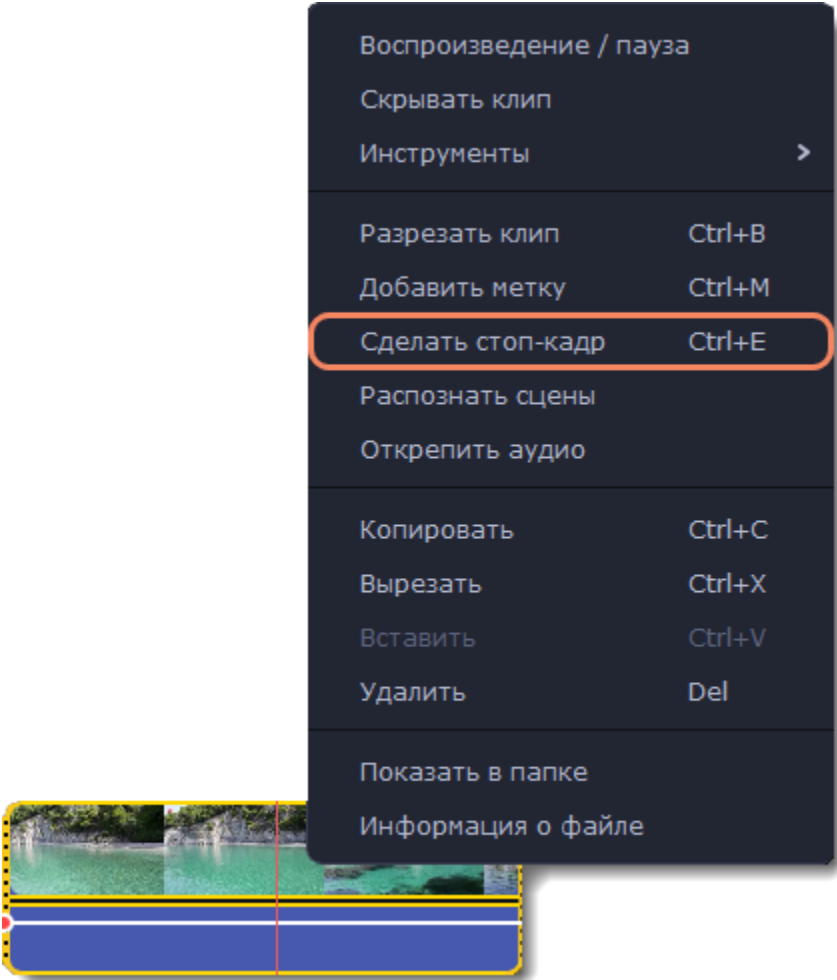 Воспроизведение / пауза
Скрывать клип
Инструменты
Разрезать клип Ctrl+B
Добавить метку Ctrl+M
Сделать стоп-кадр Ctrl+E
Распознать сцены
Открепить аудио
Копировать Ctrl+C
Вырезать Ctrl+X
Вставить Ctrl+V
Удалить Del
Показать в папке
Информация о файле